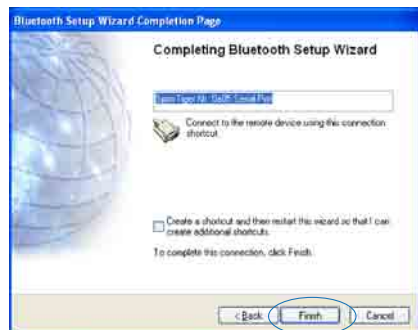 Bluetooth Setup Wizard Completion Page
Completing Bluetooth Setup Wizard
Serial Port
Connect to the remote device using this connection
shortcut.
Create a shortcut and then restart this wizard so that I can
create additional shortcuts.
To complete this connection, click Finish.
< Back
Finish
Cancel